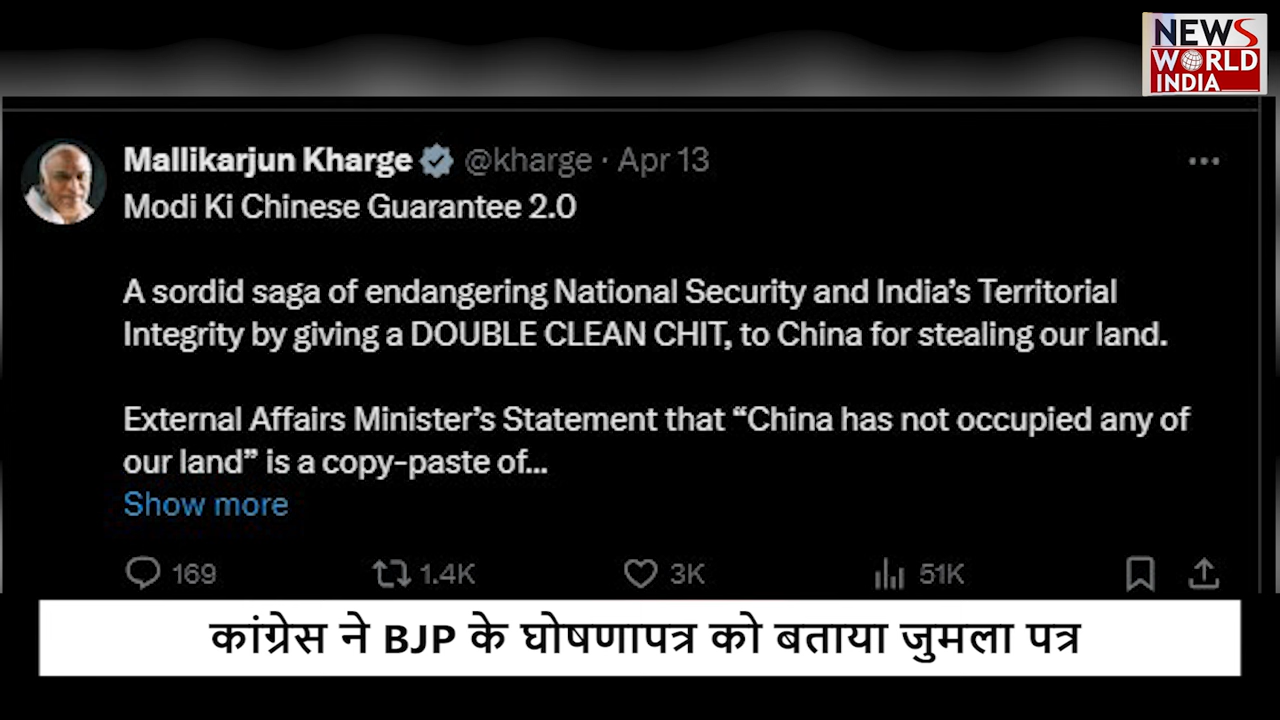 NEWS
WORLD
INDIA
Mallikarjun Kharge @kharge · Apr 13
Modi Ki Chinese Guarantee 2.0
A sordid saga of endangering National Security and India’s Territorial
Integrity by giving a DOUBLE CLEAN CHIT, to China for stealing our land.
External Affairs Minister’s Statement that “China has not occupied any of
our land” is a copy-paste of...
Show more
169 1.4K 3K 51K
कांग्रेस ने BJP के घोषणापत्र को बताया जुमला पत्र